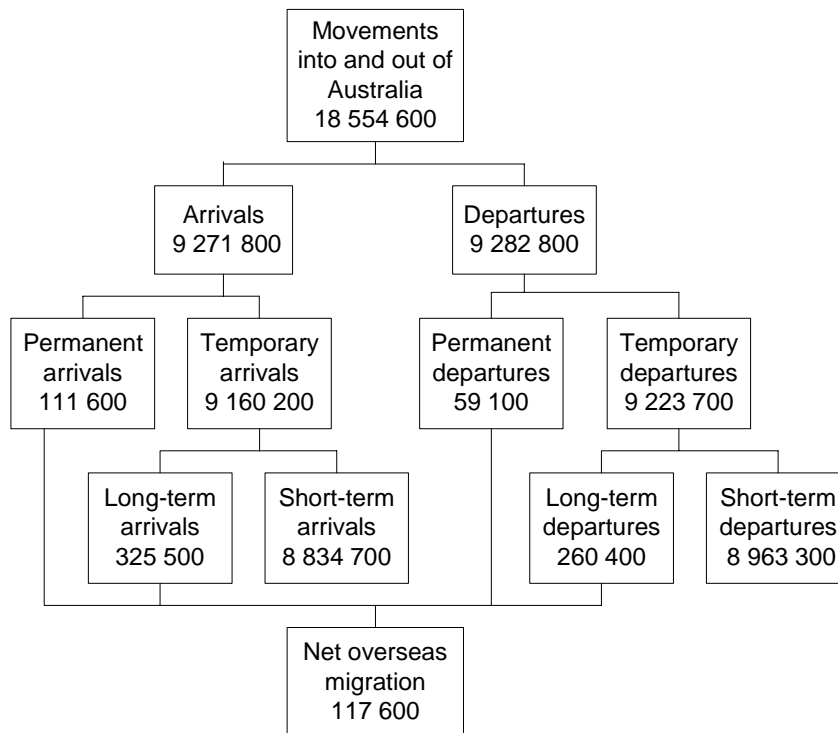 Movements
into and out of
Australia
18 554 600
Arrivals
9 271 800
Departures
9 282 800
Permanent
arrivals
111 600
Temporary
arrivals
9 160 200
Permanent
departures
59 100
Temporary
departures
9 223 700
Long-term
arrivals
325 500
Short-term
arrivals
8 834 700
Long-term
departures
260 400
Short-term
departures
8 963 300
Net overseas
migration
117 600